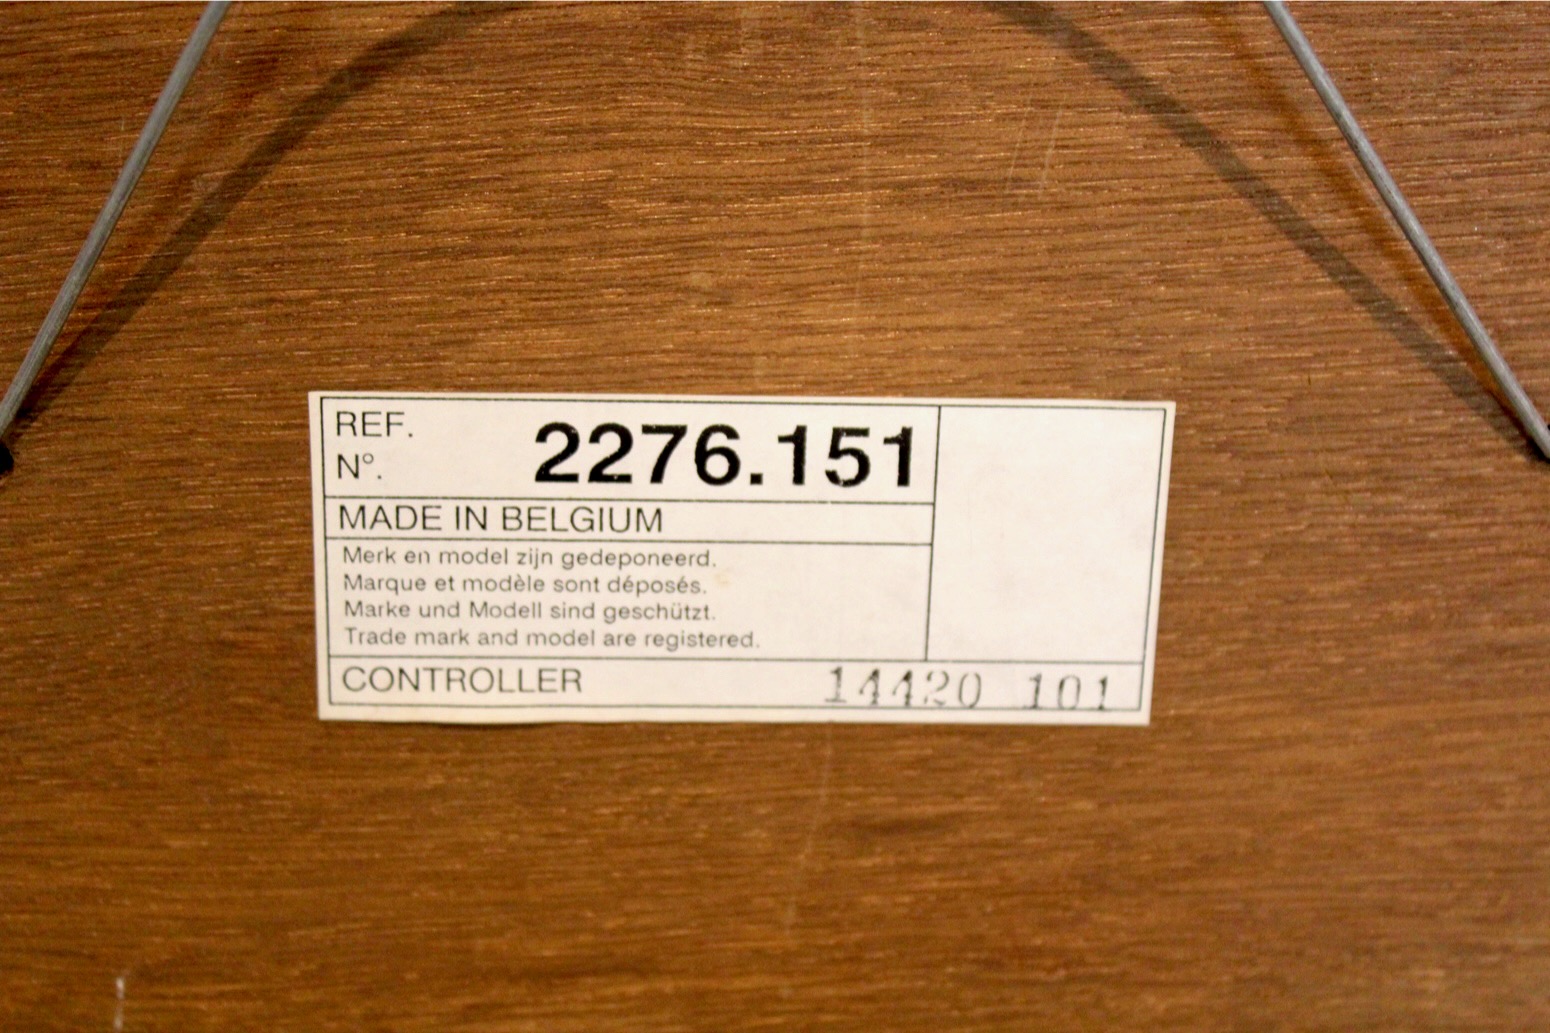 REF.
N°. 2276.151
MADE IN BELGIUM
Merk en model zijn gedeponeerd.
Marque et modèle sont déposés.
Marke und Modell sind geschützt.
Trade mark and model are registered.
CONTROLLER 14420 101